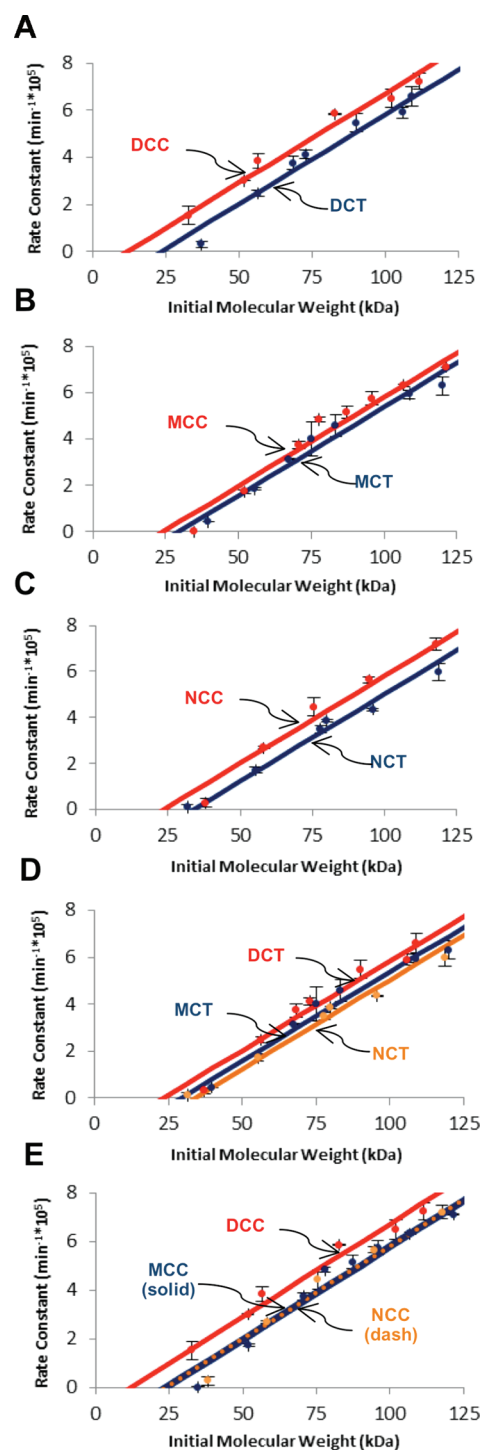 A
Rate Constant (min⁻¹*10⁵)
8
6
4
2
0
DCC
DCT
0 25 50 75 100 125
Initial Molecular Weight (kDa)
B
Rate Constant (min⁻¹*10⁵)
8
6
4
2
0
MCC
MCT
0 25 50 75 100 125
Initial Molecular Weight (kDa)
C
Rate Constant (min⁻¹*10⁵)
8
6
4
2
0
NCC
NCT
0 25 50 75 100 125
Initial Molecular Weight (kDa)
D
Rate Constant (min⁻¹*10⁵)
8
6
4
2
0
DCT
MCT
NCT
0 25 50 75 100 125
Initial Molecular Weight (kDa)
E
Rate Constant (min⁻¹*10⁵)
8
6
4
2
0
DCC
MCC
(solid)
NCC
(dash)
0 25 50 75 100 125
Initial Molecular Weight (kDa)